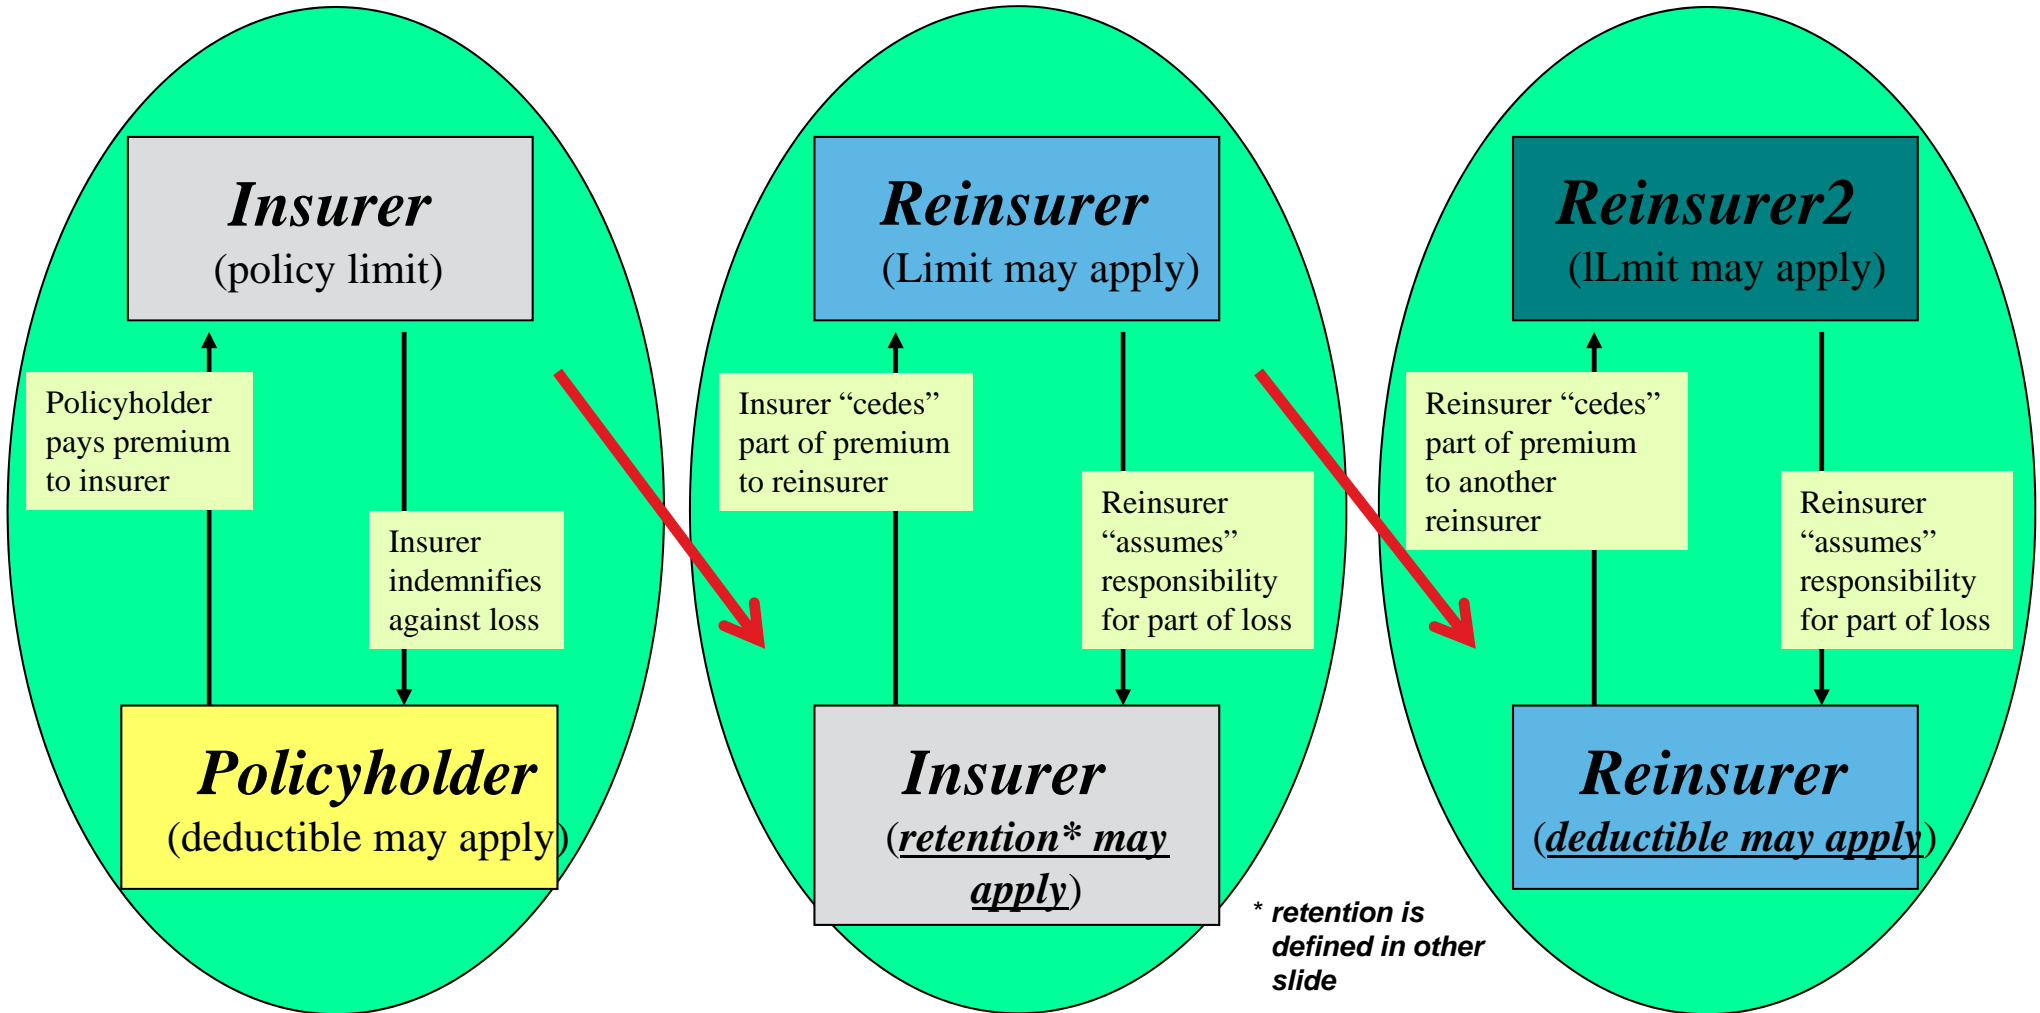 Insurer
(policy limit)
Policyholder
pays premium
to insurer
Insurer
indemnifies
against loss
Policyholder
(deductible may apply)
Reinsurer
(Limit may apply)
Insurer “cedes”
part of premium
to reinsurer
Reinsurer
“assumes”
responsibility
for part of loss
Insurer
(retention* may
apply)
* retention is
defined in other
slide
Reinsurer2
(lLmit may apply)
Reinsurer “cedes”
part of premium
to another
reinsurer
Reinsurer
“assumes”
responsibility
for part of loss
Reinsurer
(deductible may apply)